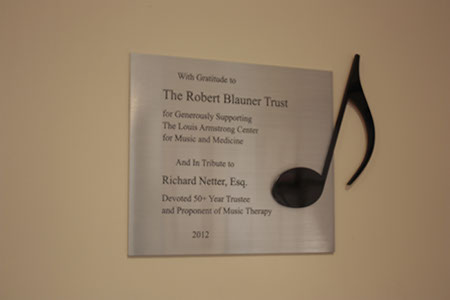 With Gratitude to
The Robert Blauner Trust
for Generously Supporting
The Louis Armstrong Center
for Music and Medicine
And In Tribute to
Richard Netter, Esq.
Devoted 50+ Year Trustee
and Proponent of Music Therapy
2012